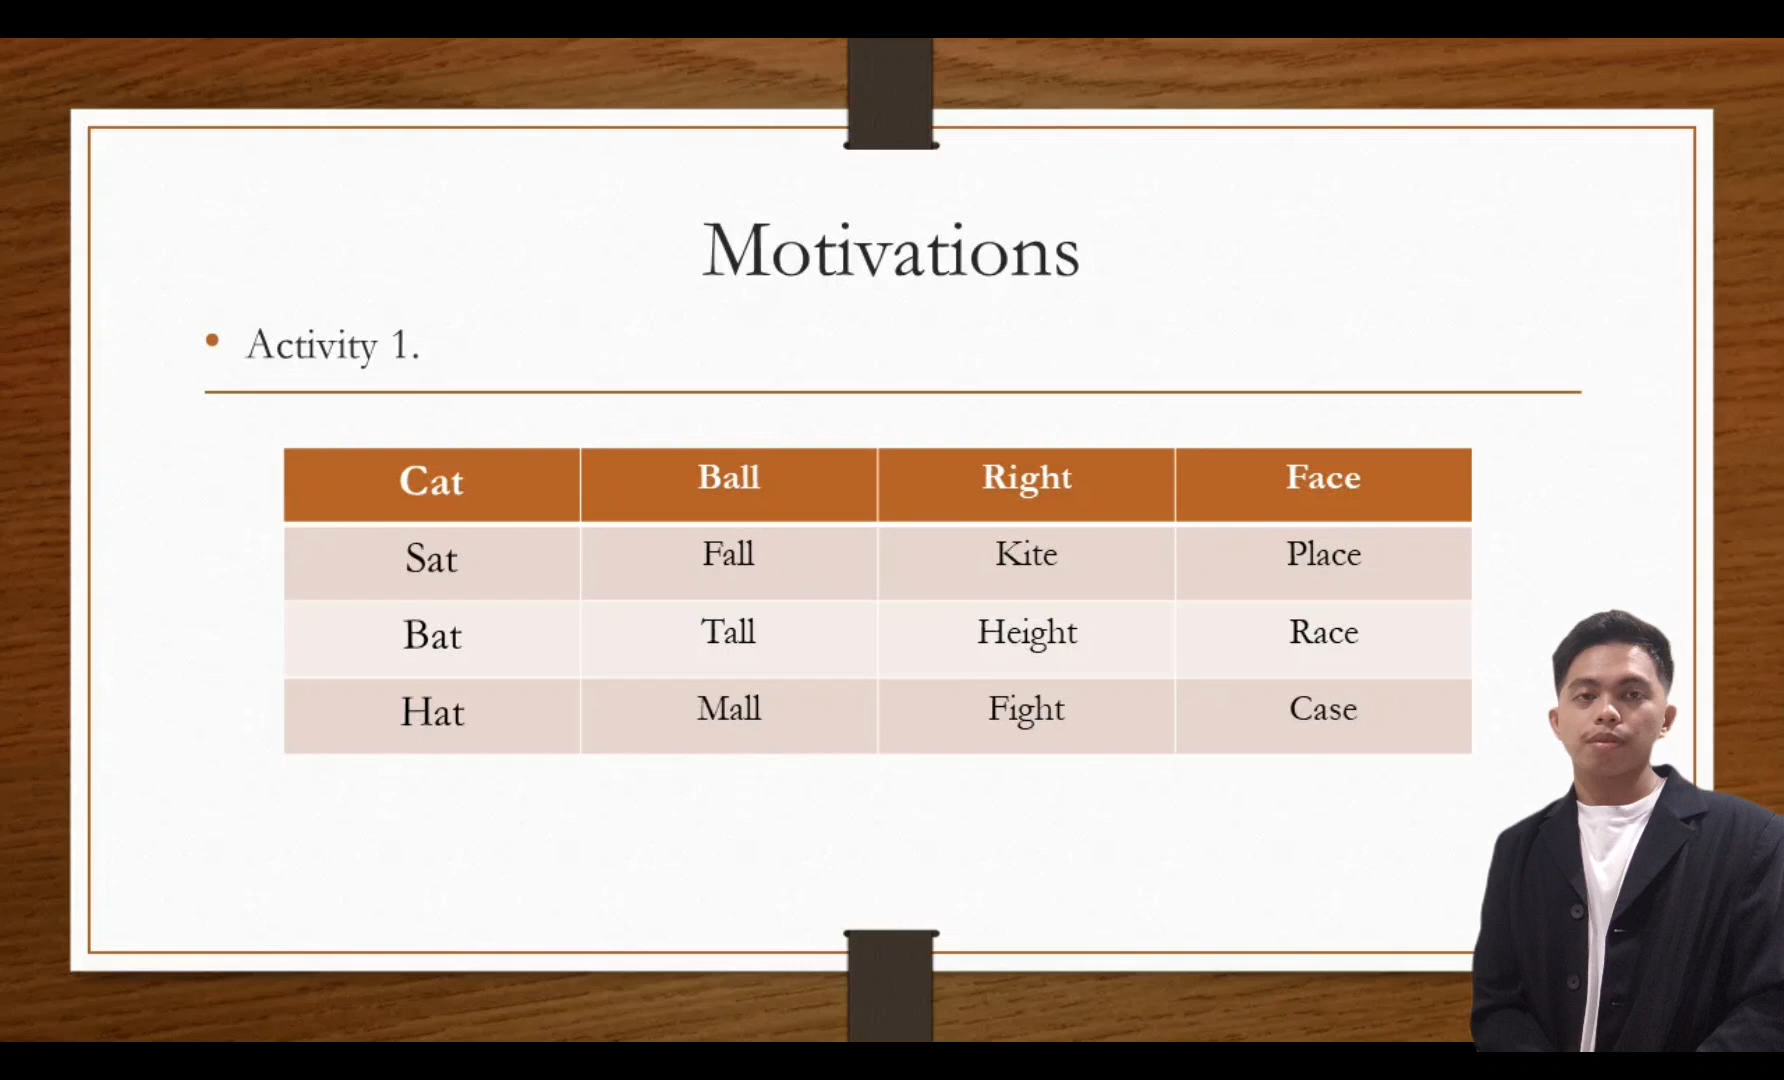 Motivations
• Activity 1.
Cat Ball Right Face
Sat Fall Kite Place
Bat Tall Height Race
Hat Mall Fight Case